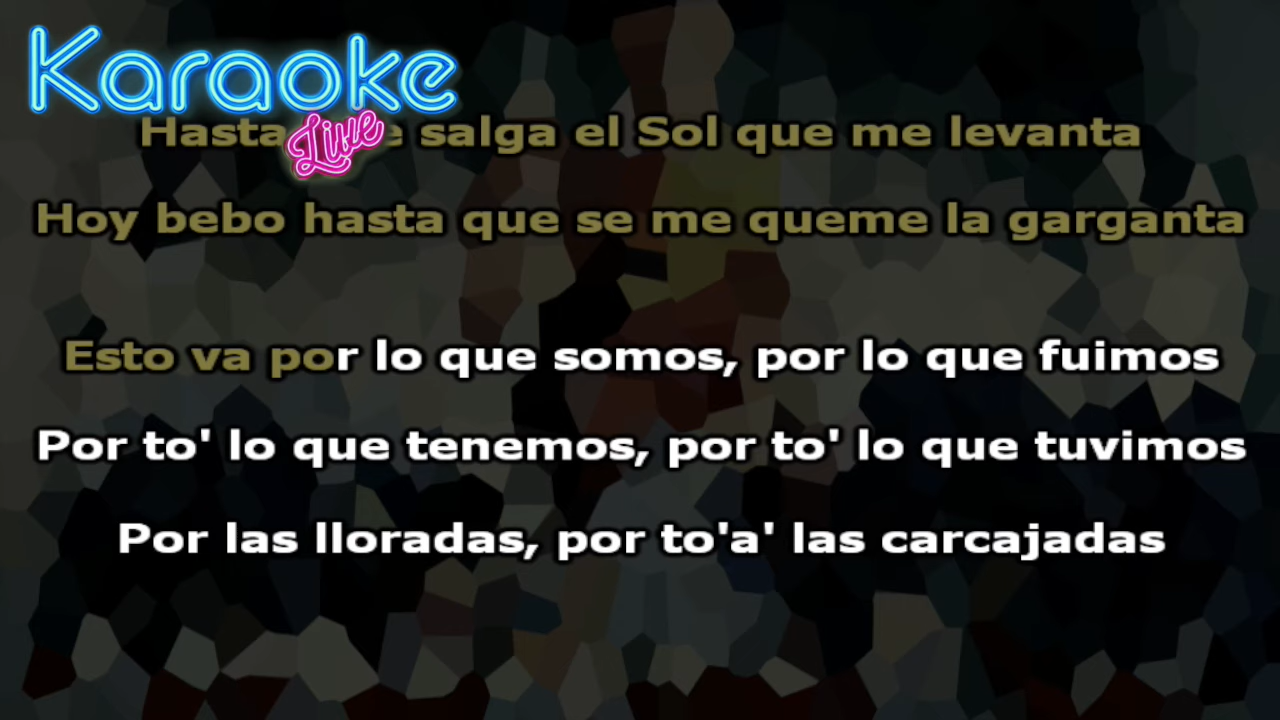 Karaoke
Live
Hasta salga el Sol que me levanta
Hoy bebo hasta que se me queme la garganta
Esto va por lo que somos, por lo que fuimos
Por to' lo que tenemos, por to' lo que tuvimos
Por las lloradas, por to'a' las carcajadas